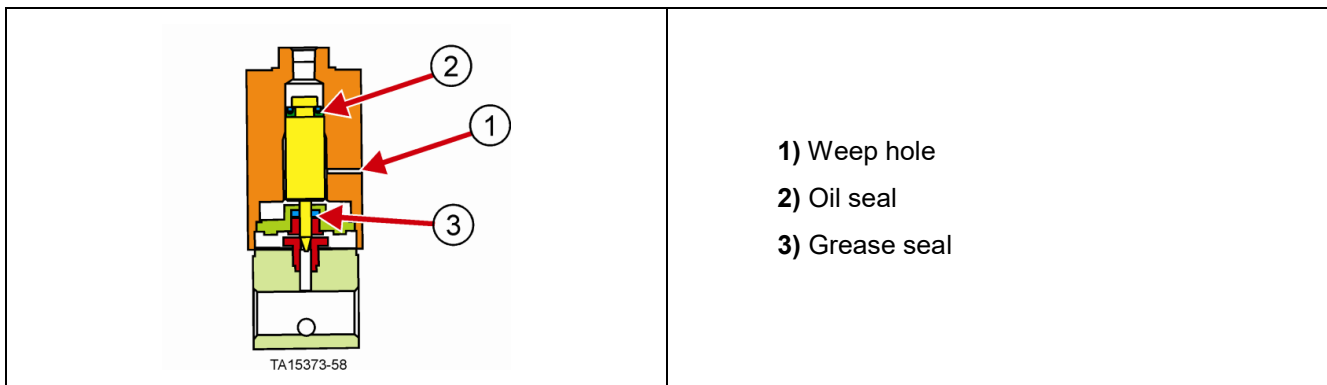 2
1
3
TA15373-58
1) Weep hole
2) Oil seal
3) Grease seal